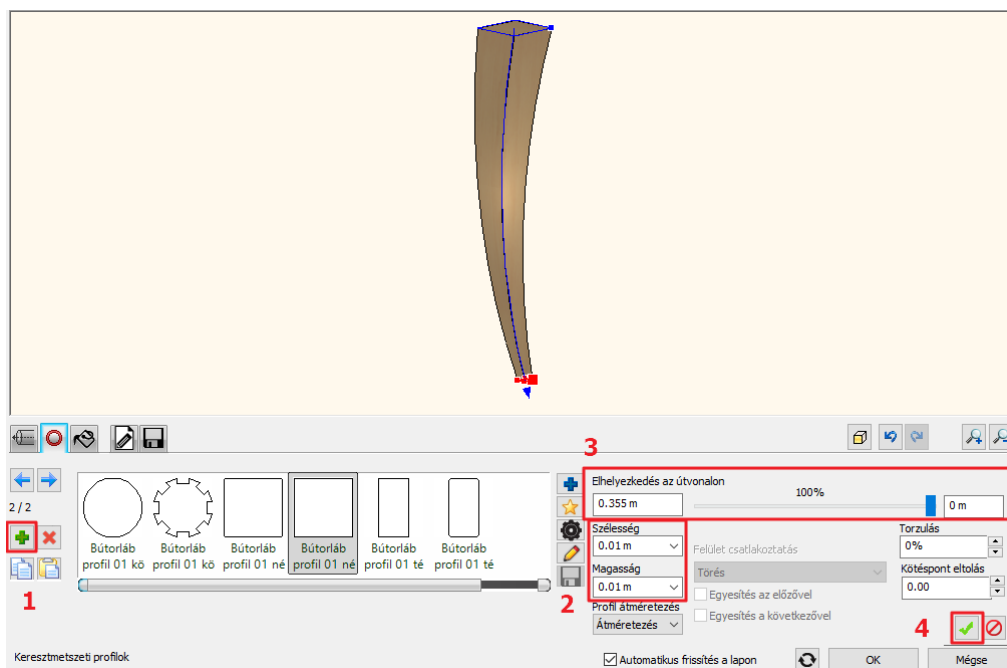 3
Elhelyezkedés az útvonalon
100%
0.355 m
0 m
2 / 2
Bútorláb profil 01 kö
Bútorláb profil 01 kö
Bútorláb profil 01 né
Bútorláb profil 01 né
Bútorláb profil 01 té
Bútorláb profil 01 té
1
2
Szélesség
0.01 m
Magasság
0.01 m
Profil átméretezés
Átméretezés
Felület csatlakoztatás
Törés
Egyesítés az előzővel
Egyesítés a következővel
Torzulás
0%
Kötéspont eltolás
0.00
4
Keresztmetszeti profilok
Automatikus frissítés a lapon
OK
Mégse